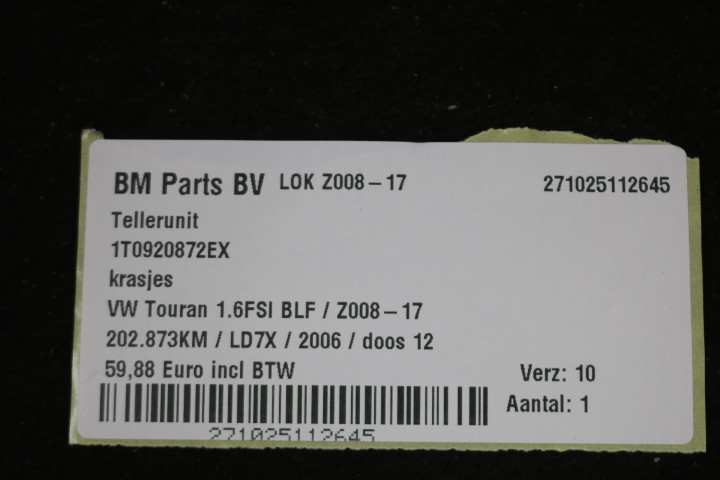 BM Parts BV LOK Z008-17 271025112645
Tellerunit
1T0920872EX
krasjes
VW Touran 1.6FSI BLF / Z008-17
202.873KM / LD7X / 2006 / doos 12
59,88 Euro incl BTW Verz: 10
Aantal: 1
271025112645